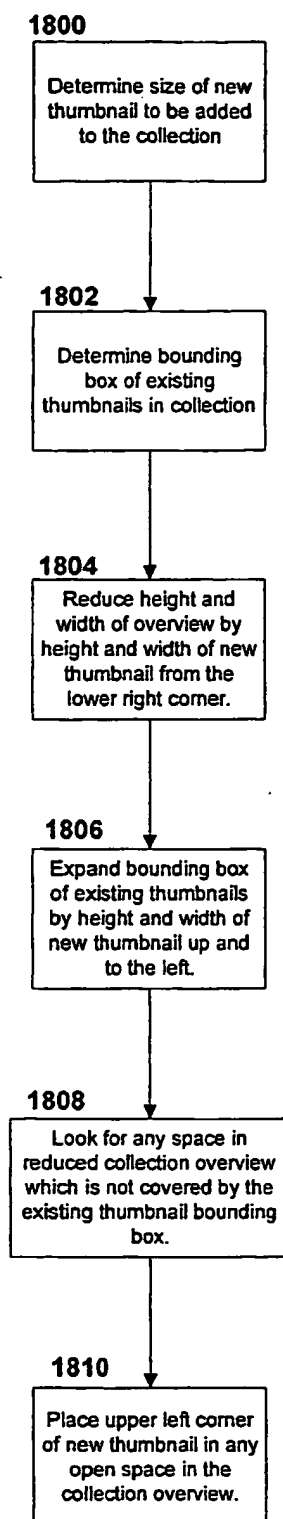 1800
Determine size of new
thumbnail to be added
to the collection
1802
Determine bounding
box of existing
thumbnails in collection
1804
Reduce height and
width of overview by
height and width of new
thumbnail from the
lower right corner.
1806
Expand bounding box
of existing thumbnails
by height and width of
new thumbnail up and
to the left.
1808
Look for any space in
reduced collection overview
which is not covered by the
existing thumbnail bounding
box.
1810
Place upper left corner
of new thumbnail in any
open space in the
collection overview.